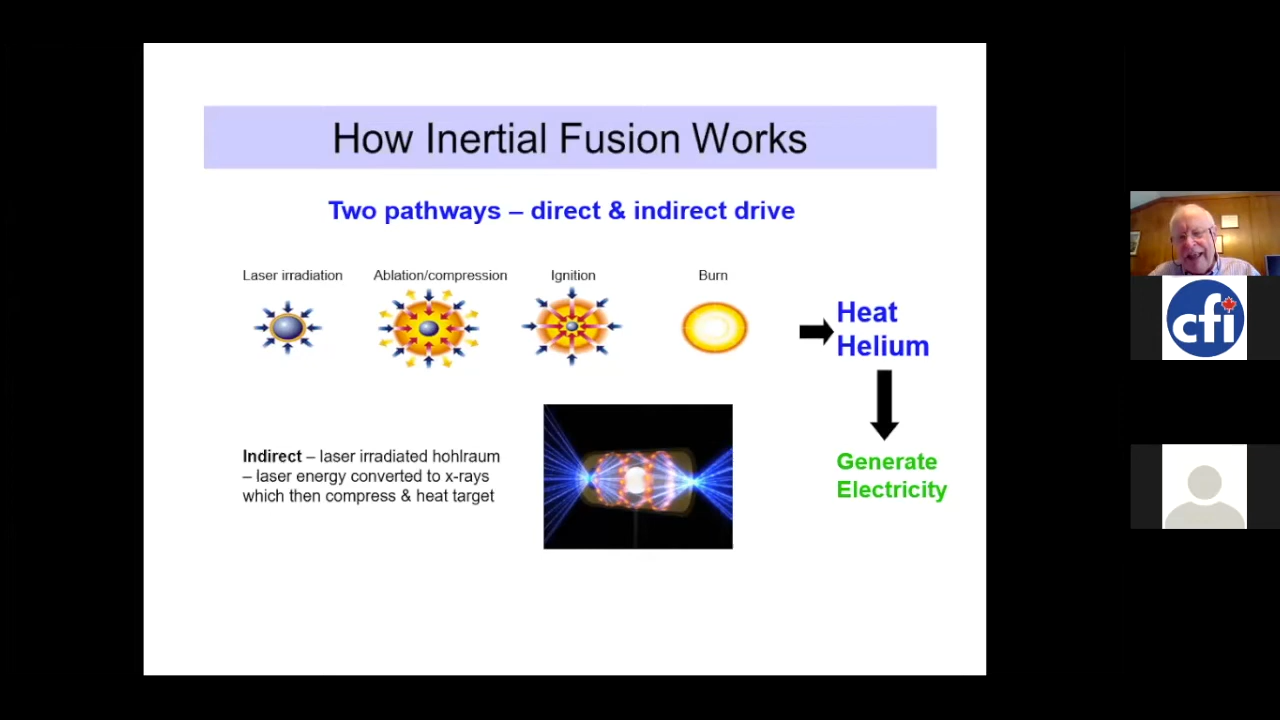 How Inertial Fusion Works
Two pathways – direct & indirect drive
Laser irradiation
Ablation/compression
Ignition
Burn
Heat
Helium
Indirect – laser irradiated hohlraum
– laser energy converted to x-rays
which then compress & heat target
Generate
Electricity
cfi